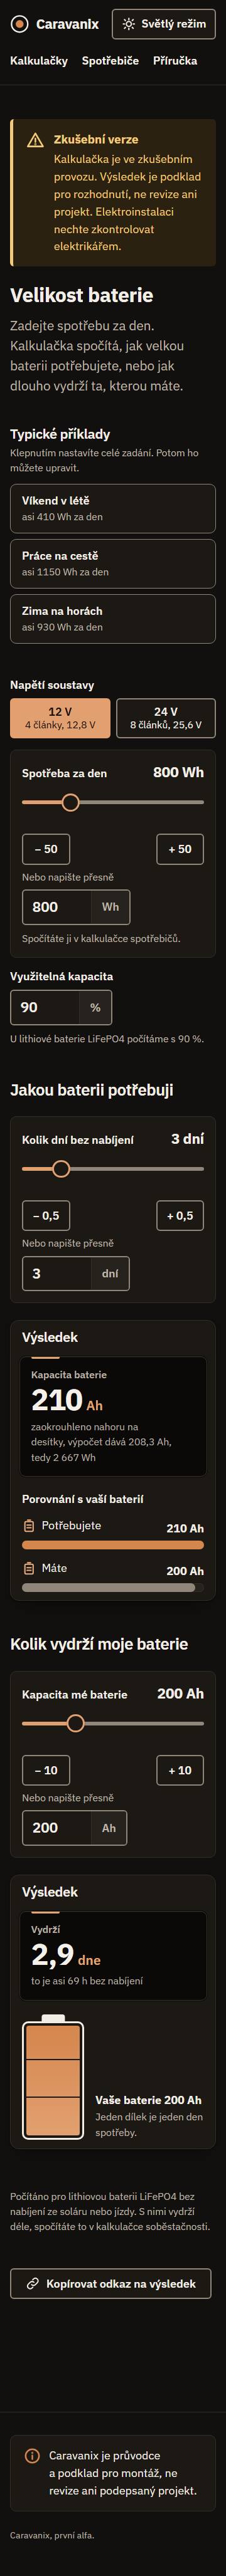 Caravanix
Světlý režim
Kalkulačky Spotřebiče Příručka
Zkušební verze
Kalkulačka je ve zkušebním
provozu. Výsledek je podklad
pro rozhodnutí, ne revize ani
projekt. Elektroinstalaci
nechte zkontrolovat
elektrikářem.
Velikost baterie
Zadejte spotřebu za den.
Kalkulačka spočítá, jak velkou
baterii potřebujete, nebo jak
dlouho vydrží ta, kterou máte.
Typické příklady
Klepnutím nastavíte celé zadání. Potom ho
můžete upravit.
Víkend v létě
asi 410 Wh za den
Práce na cestě
asi 1150 Wh za den
Zima na horách
asi 930 Wh za den
Napětí soustavy
12 V
4 články, 12,8 V
24 V
8 článků, 25,6 V
Spotřeba za den 800 Wh
− 50 + 50
Nebo napište přesně
800 Wh
Spočítáte ji v kalkulačce spotřebičů.
Využitelná kapacita
90 %
U lithiové baterie LiFePO4 počítáme s 90 %.
Jakou baterii potřebuji
Kolik dní bez nabíjení 3 dní
− 0,5 + 0,5
Nebo napište přesně
3 dní
Výsledek
Kapacita baterie
210 Ah
zaokrouhleno nahoru na
desítky, výpočet dává 208,3 Ah,
tedy 2 667 Wh
Porovnání s vaší baterií
Potřebujete 210 Ah
Máte 200 Ah
Kolik vydrží moje baterie
Kapacita mé baterie 200 Ah
− 10 + 10
Nebo napište přesně
200 Ah
Výsledek
Vydrží
2,9 dne
to je asi 69 h bez nabíjení
Vaše baterie 200 Ah
Jeden dílek je jeden den
spotřeby.
Počítáno pro lithiovou baterii LiFePO4 bez
nabíjení ze soláru nebo jízdy. S nimi vydrží
déle, spočítáte to v kalkulačce soběstačnosti.
Kopírovat odkaz na výsledek
Caravanix je průvodce
a podklad pro montáž, ne
revize ani podepsaný projekt.
Caravanix, první alfa.